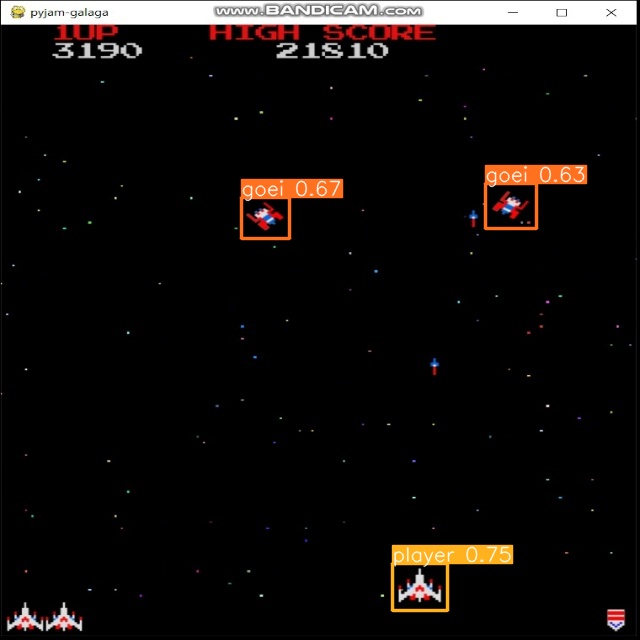 pyjam-galaga
www.BANDICAM.com
1UP HIGH SCORE
3190 21810
goei 0.63
goei 0.67
player 0.75